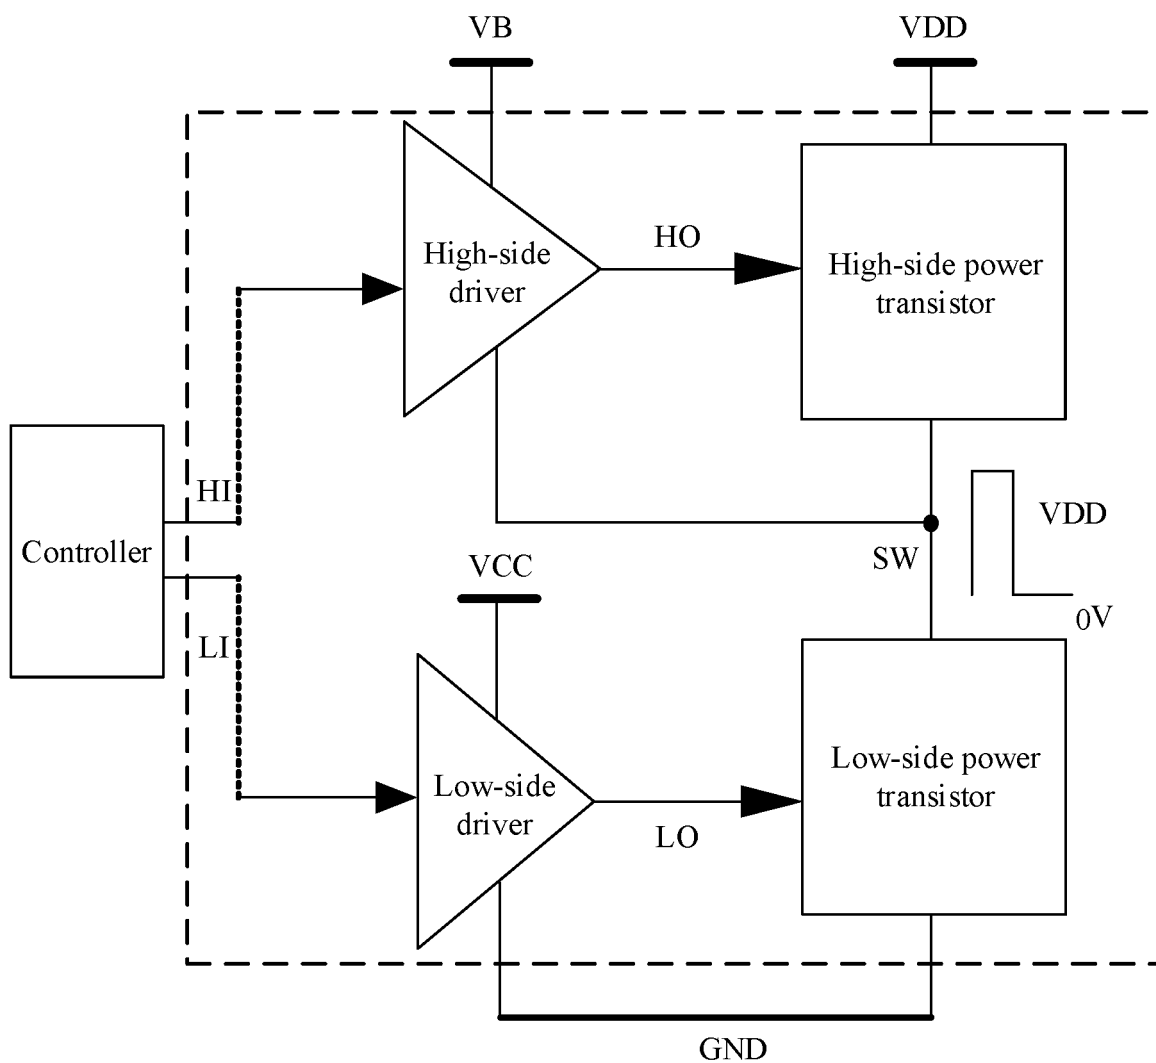 VB
VDD
High-side
driver
HO
High-side power
transistor
HI
Controller
LI
SW
VDD
0V
VCC
Low-side
driver
LO
Low-side power
transistor
GND